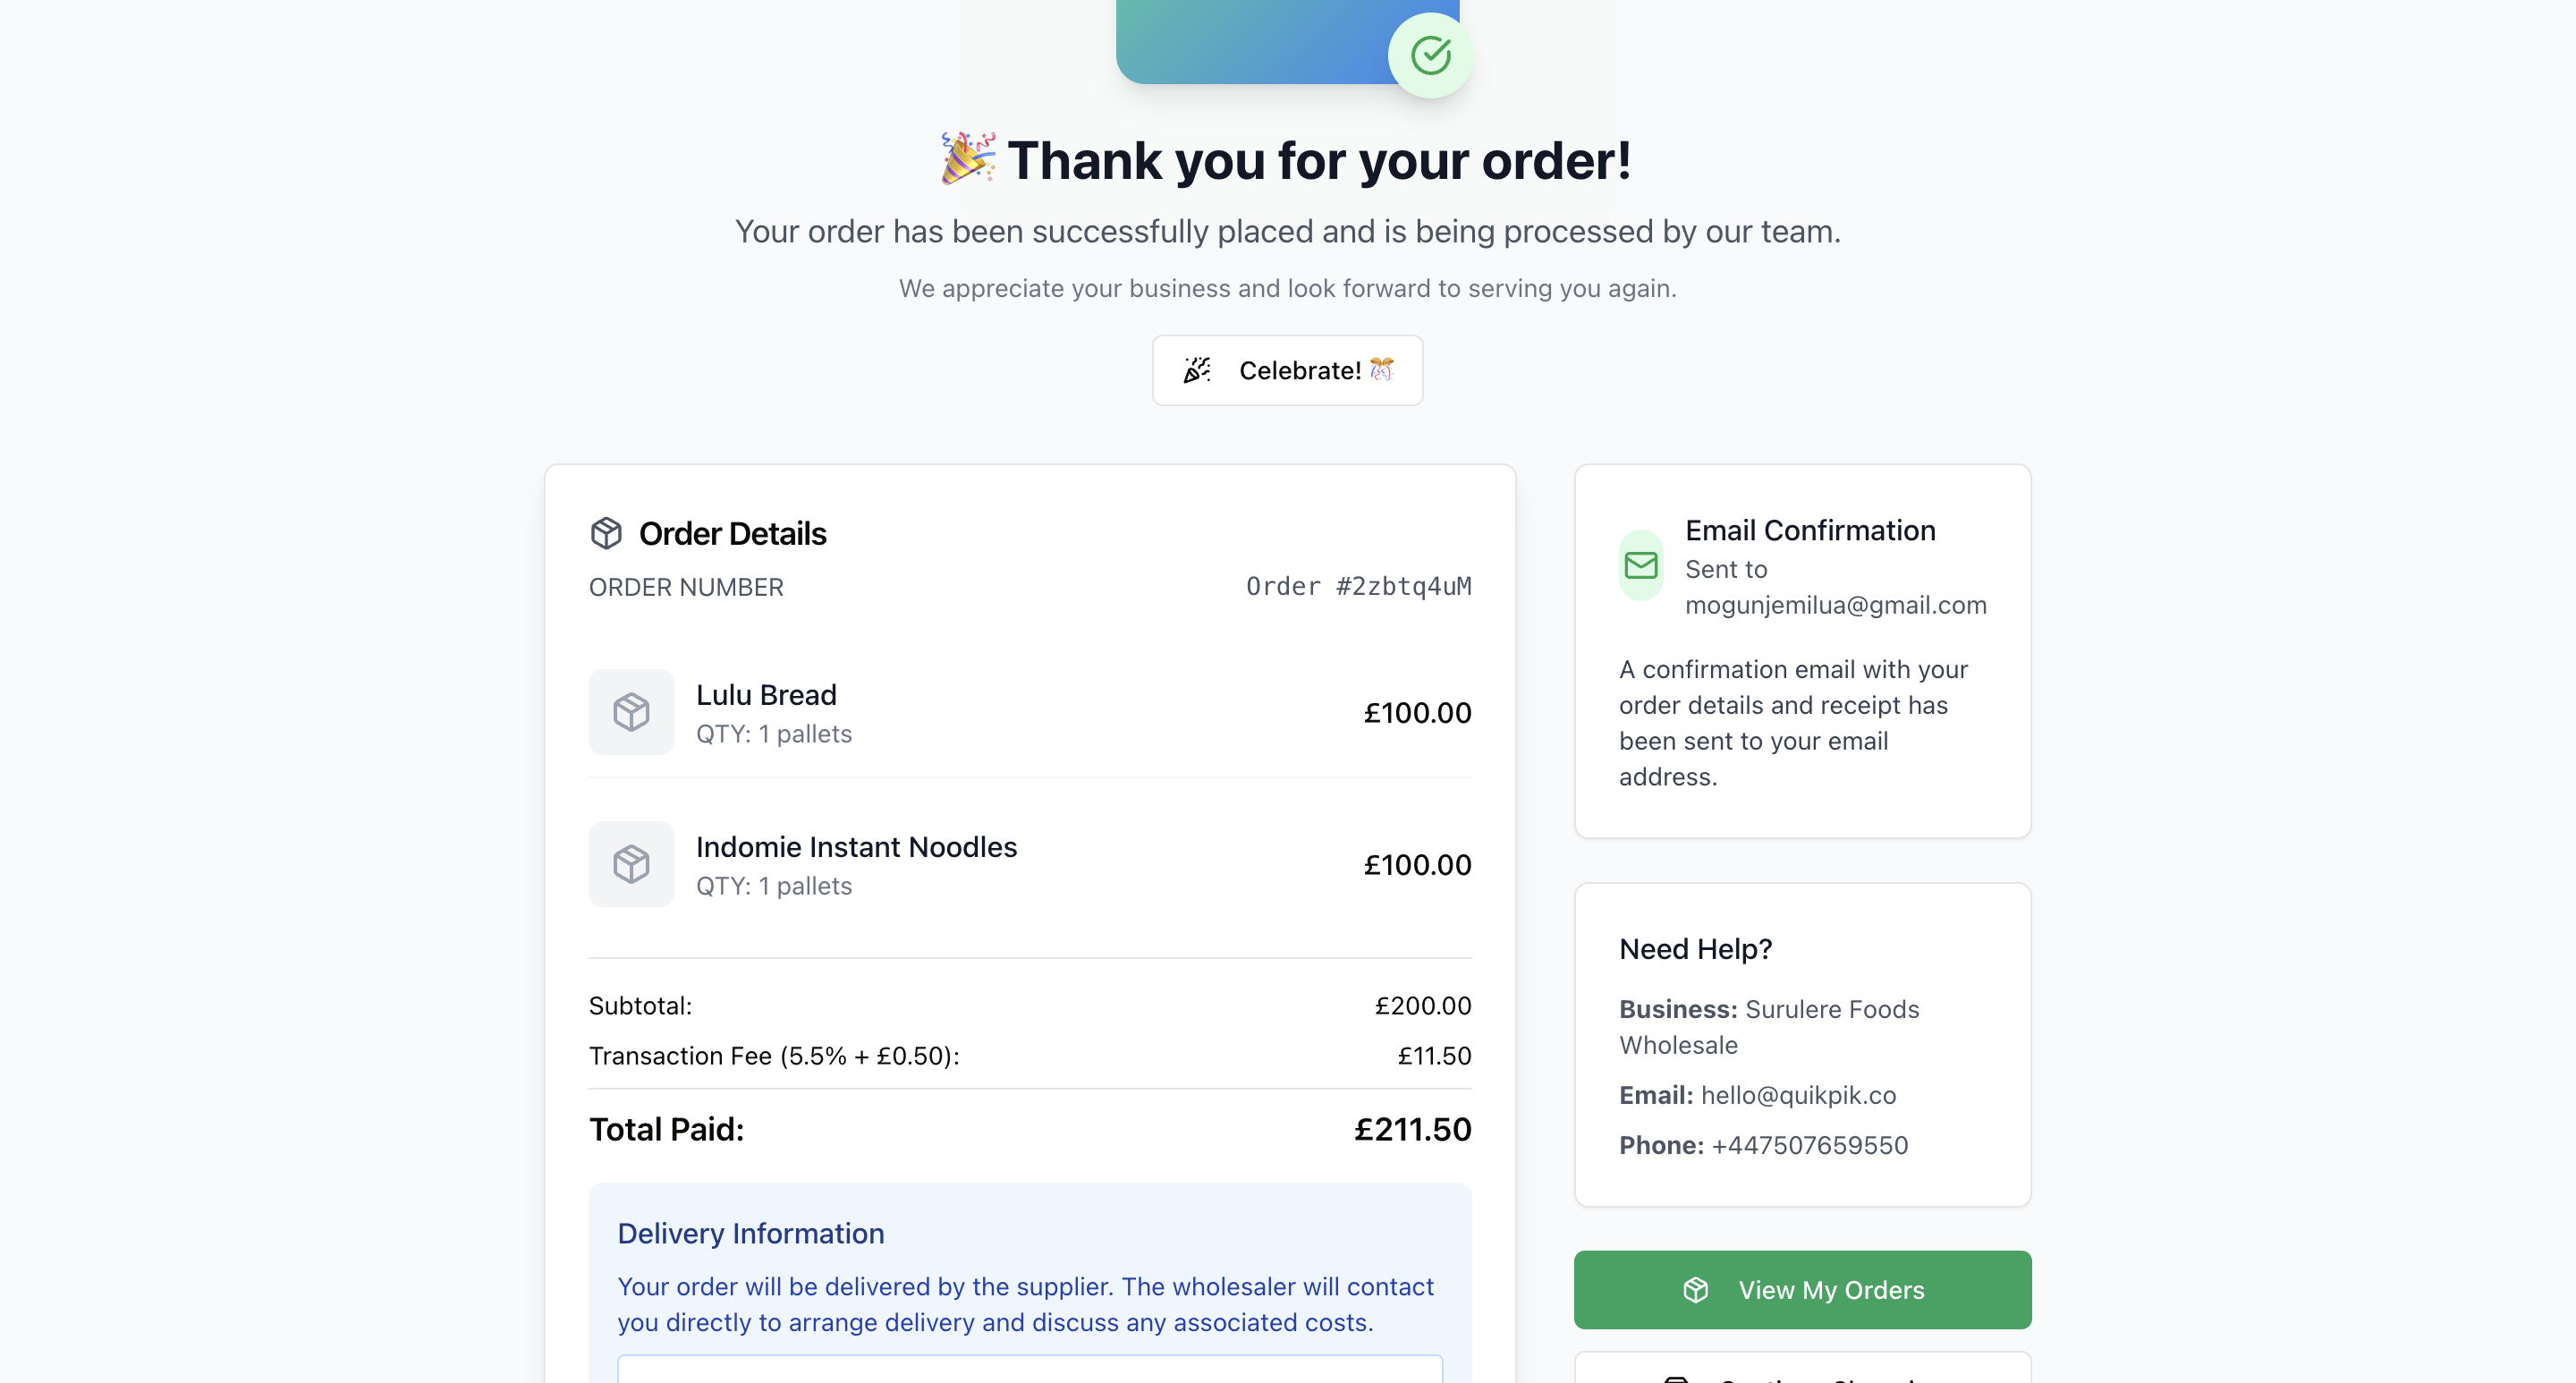 🎉 Thank you for your order!
Your order has been successfully placed and is being processed by our team.
We appreciate your business and look forward to serving you again.
Celebrate! 🎊
Order Details
ORDER NUMBER Order #2zbtq4uM
Lulu Bread
QTY: 1 pallets
£100.00
Indomie Instant Noodles
QTY: 1 pallets
£100.00
Subtotal: £200.00
Transaction Fee (5.5% + £0.50): £11.50
Total Paid: £211.50
Delivery Information
Your order will be delivered by the supplier. The wholesaler will contact
you directly to arrange delivery and discuss any associated costs.
Email Confirmation
Sent to
mogunjemilua@gmail.com
A confirmation email with your
order details and receipt has
been sent to your email
address.
Need Help?
Business: Surulere Foods
Wholesale
Email: hello@quikpik.co
Phone: +447507659550
View My Orders